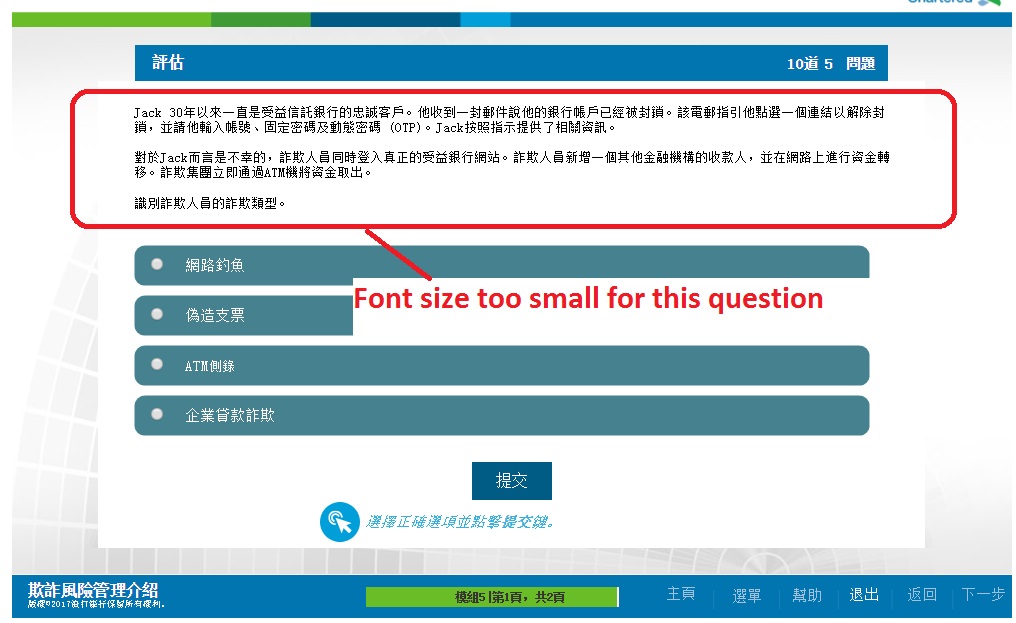 Chartered
評估
10道 5 問題
Jack 30年以來一直是受益信託銀行的忠誠客戶。他收到一封郵件說他的銀行帳戶已經被封鎖。該電郵指引他點選一個連結以解除封
鎖，並請他輸入帳號、固定密碼及動態密碼 (OTP)。Jack按照指示提供了相關資訊。
對於Jack而言是不幸的，詐欺人員同時登入真正的受益銀行網站。詐欺人員新增一個其他金融機構的收款人，並在網路上進行資金轉
移。詐欺集團立即通過ATM機將資金取出。
識別詐欺人員的詐欺類型。
網路釣魚
Font size too small for this question
偽造支票
ATM側錄
企業貸款詐欺
提交
選擇正確選項並點擊提交鍵。
欺詐風險管理介紹
版權©2017渣打銀行保留所有權利.
模組5|第1頁，共2頁
主頁
選單
幫助
退出
返回
下一步